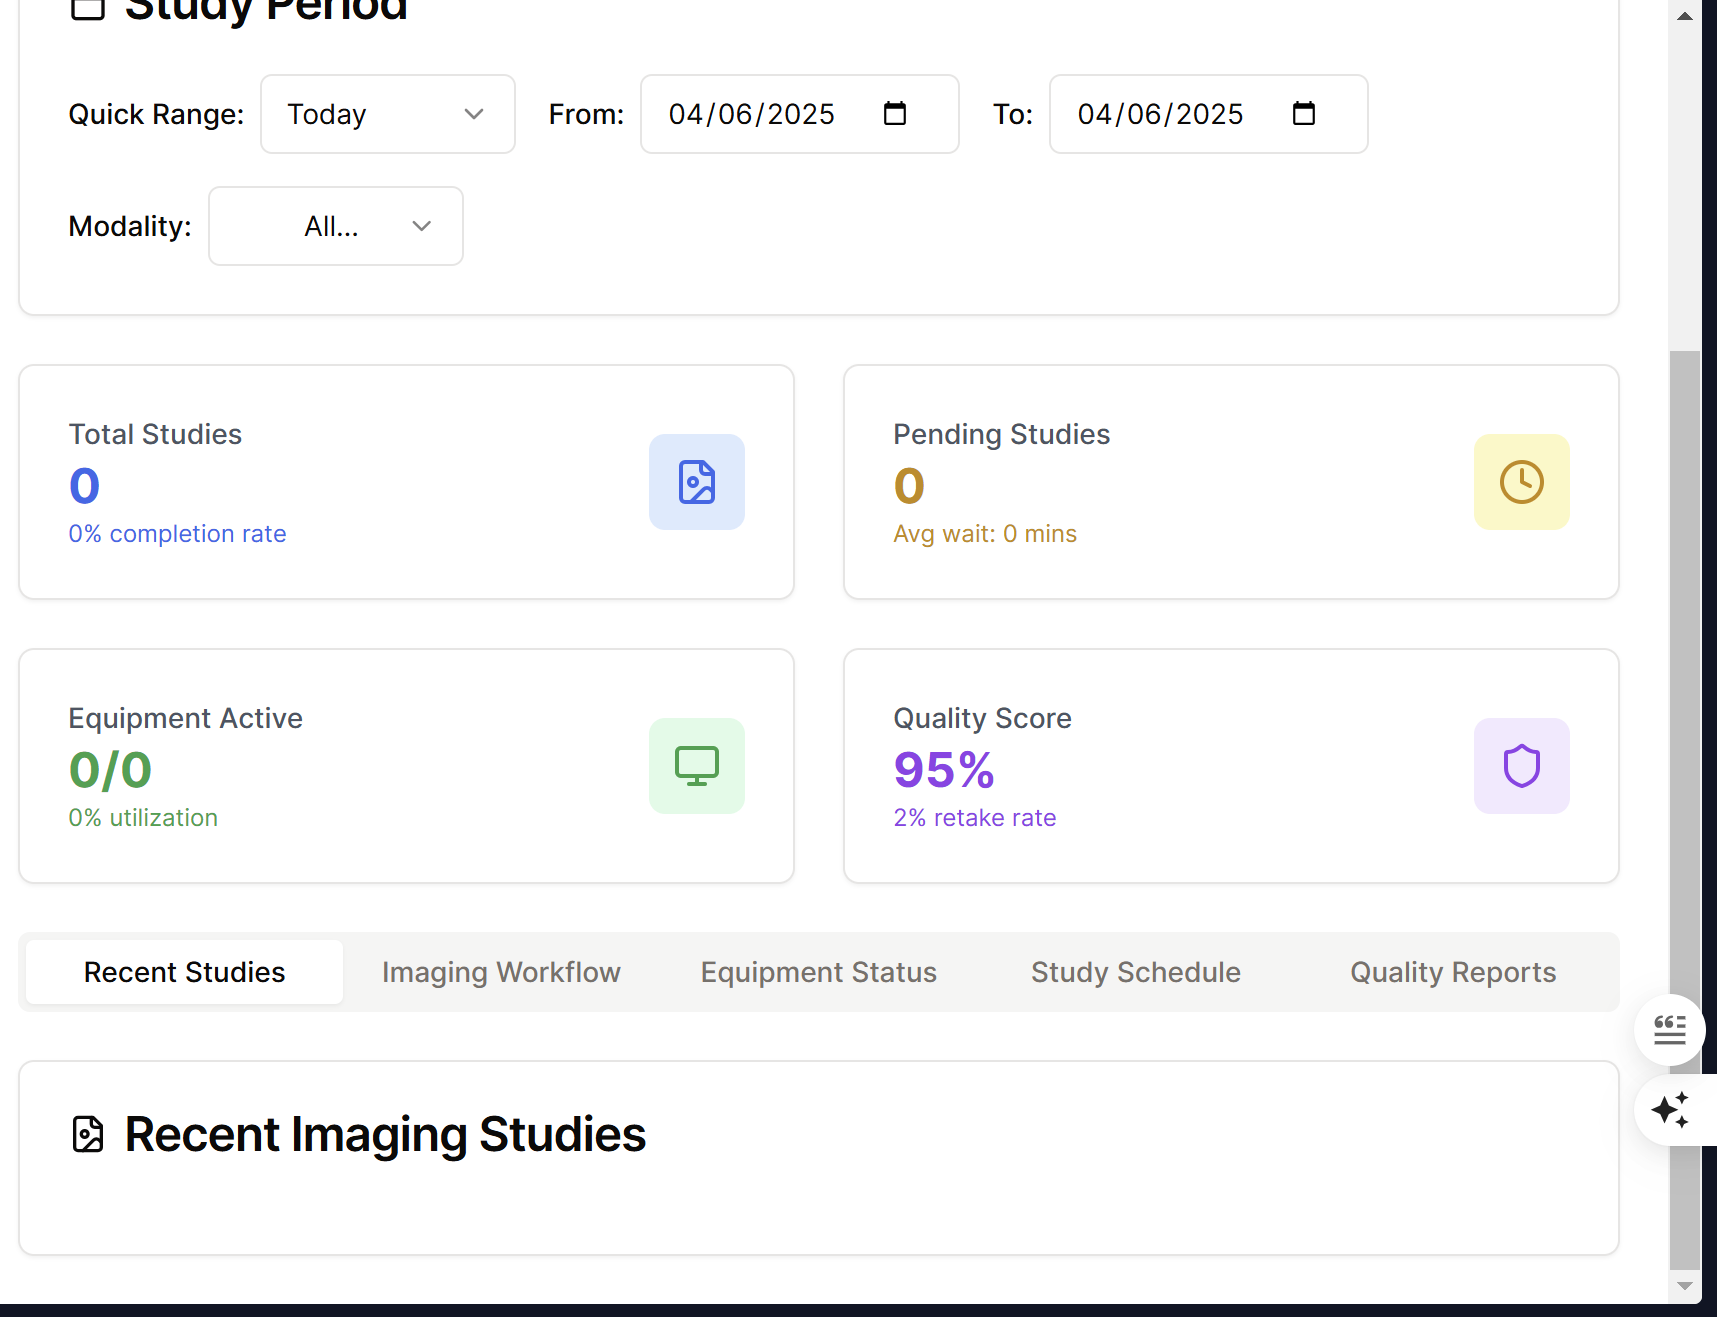 Study Period
Quick Range: Today From: 04/06/2025 To: 04/06/2025
Modality: All...
Total Studies
0
0% completion rate
Pending Studies
0
Avg wait: 0 mins
Equipment Active
0/0
0% utilization
Quality Score
95%
2% retake rate
Recent Studies Imaging Workflow Equipment Status Study Schedule Quality Reports
Recent Imaging Studies